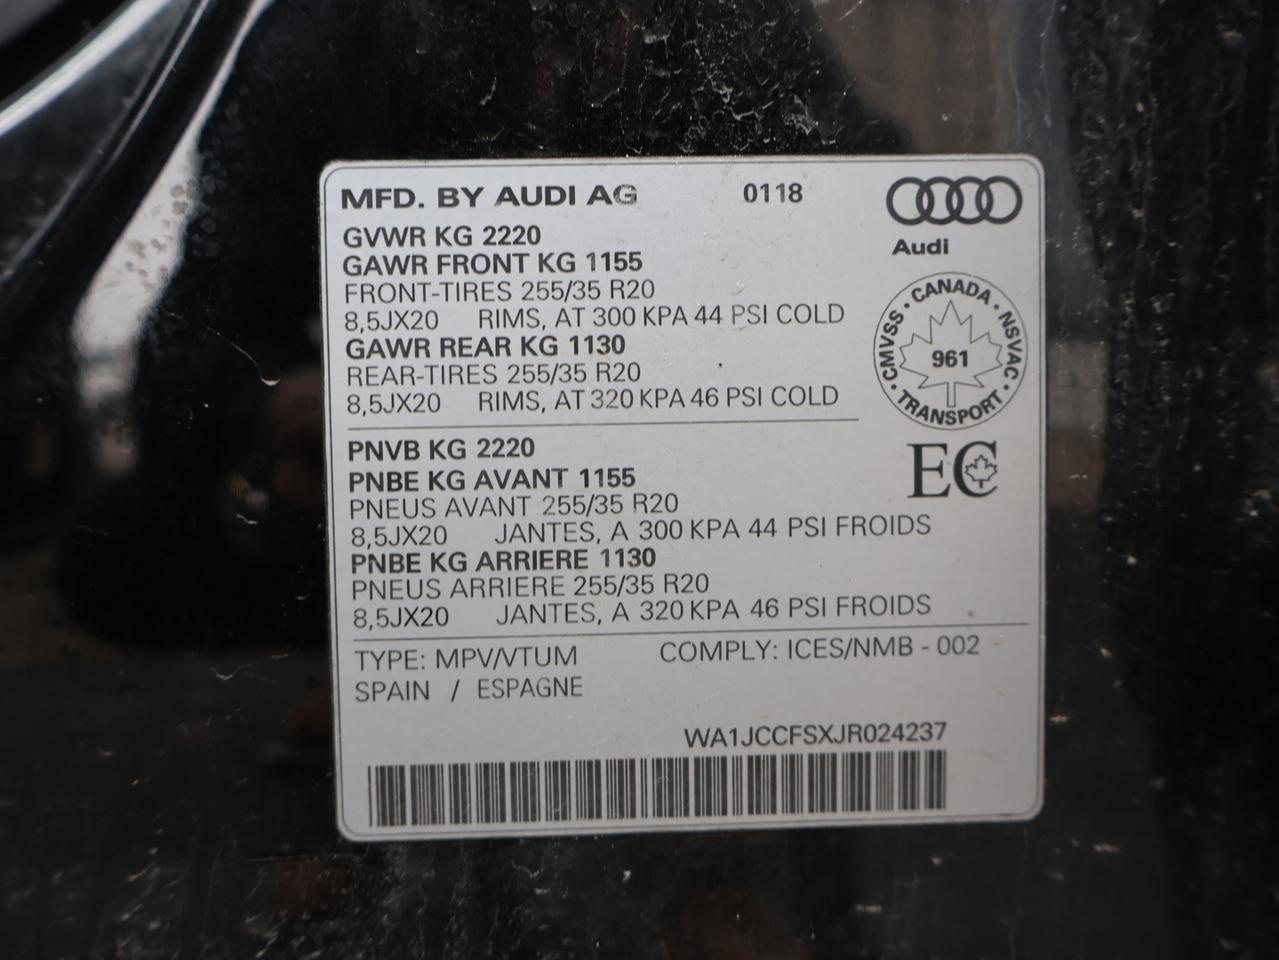 MFD. BY AUDI AG 0118
Audi
GVWR KG 2220
GAWR FRONT KG 1155
FRONT-TIRES 255/35 R20
8,5JX20 RIMS, AT 300 KPA 44 PSI COLD
GAWR REAR KG 1130
REAR-TIRES 255/35 R20
8,5JX20 RIMS, AT 320 KPA 46 PSI COLD
• CANADA •
CMVSS • NSVAC
961
• TRANSPORT •
EC
PNVB KG 2220
PNBE KG AVANT 1155
PNEUS AVANT 255/35 R20
8,5JX20 JANTES, A 300 KPA 44 PSI FROIDS
PNBE KG ARRIERE 1130
PNEUS ARRIERE 255/35 R20
8,5JX20 JANTES, A 320 KPA 46 PSI FROIDS
TYPE: MPV/VTUM COMPLY: ICES/NMB - 002
SPAIN / ESPAGNE
WA1JCCFSXJR024237